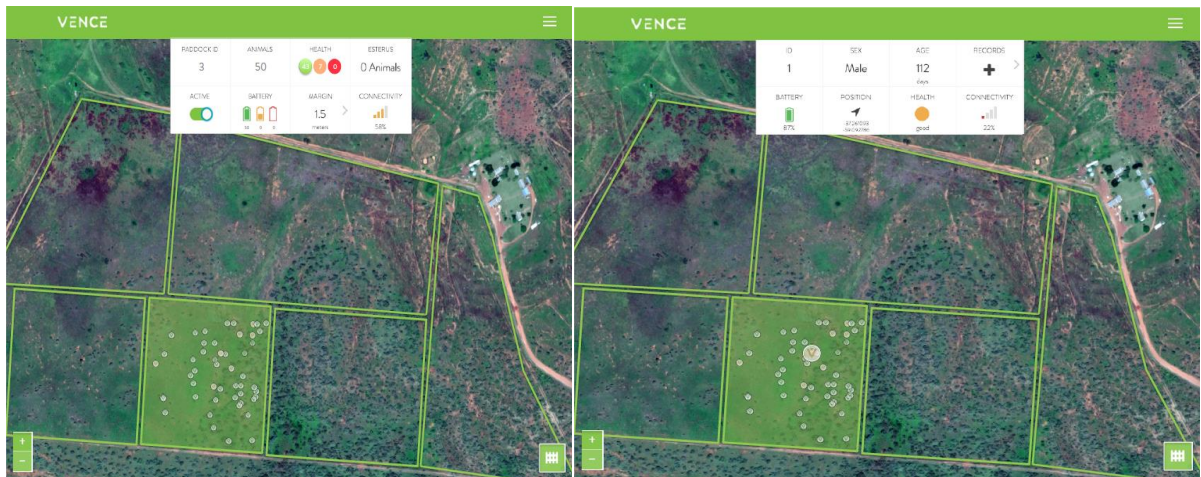 VENCE
PADDOCK ID
ANIMALS
HEALTH
ESTERUS
3
50
7
0
0 Animals
ACTIVE
BATTERY
MARGIN
CONNECTIVITY
1.5
meters
58%
+
−
VENCE
ID
SEX
AGE
RECORDS
1
Male
112
days
BATTERY
POSITION
HEALTH
CONNECTIVITY
87%
good
22%
+
−